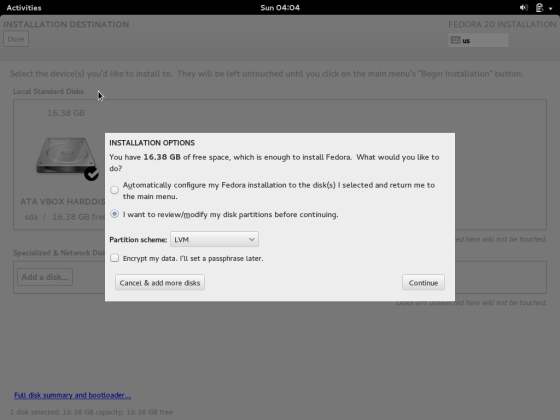 Activities
Sun 04:04
INSTALLATION DESTINATION
FEDORA 20 INSTALLATION
Done
us
Select the device(s) you'd like to install to. They will be left untouched until you click on the main menu's "Begin Installation" button.
Local Standard Disks
16.38 GB
ATA VBOX HARDDIS
sda / 16.38 GB free
INSTALLATION OPTIONS
You have 16.38 GB of free space, which is enough to install Fedora. What would you like to
do?
Automatically configure my Fedora installation to the disk(s) I selected and return me to
the main menu.
I want to review/modify my disk partitions before continuing.
Partition scheme:
LVM
Encrypt my data. I'll set a passphrase later.
Cancel & add more disks
Continue
here will not be touched.
Specialized & Network Dis
Add a disk...
Disks left unselected here will not be touched.
Full disk summary and bootloader...
1 disk selected; 16.38 GB capacity; 16.38 GB free